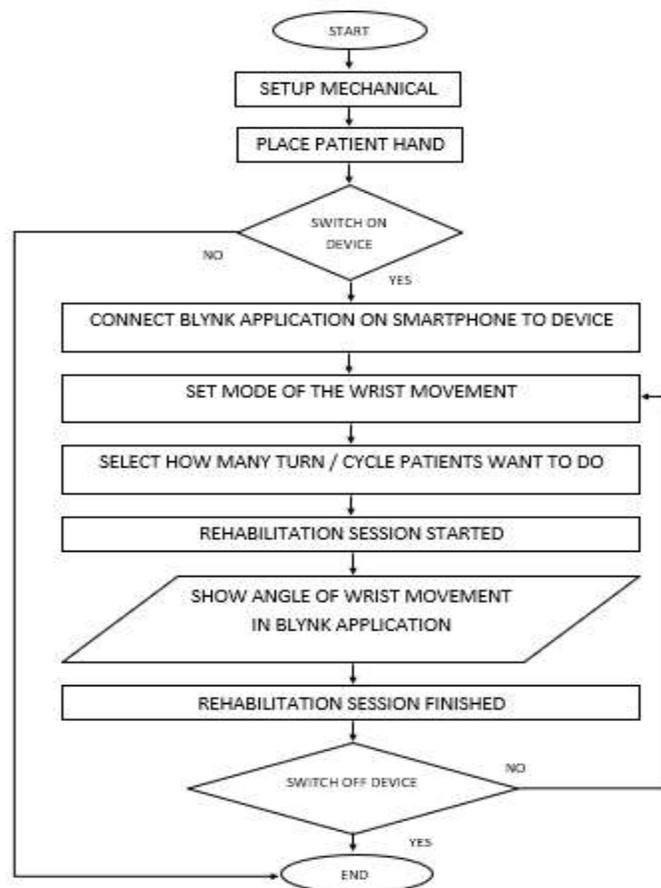 START
SETUP MECHANICAL
PLACE PATIENT HAND
SWITCH ON
DEVICE
NO
YES
CONNECT BLYNK APPLICATION ON SMARTPHONE TO DEVICE
SET MODE OF THE WRIST MOVEMENT
SELECT HOW MANY TURN / CYCLE PATIENTS WANT TO DO
REHABILITATION SESSION STARTED
SHOW ANGLE OF WRIST MOVEMENT
IN BLYNK APPLICATION
REHABILITATION SESSION FINISHED
SWITCH OFF DEVICE
NO
YES
END